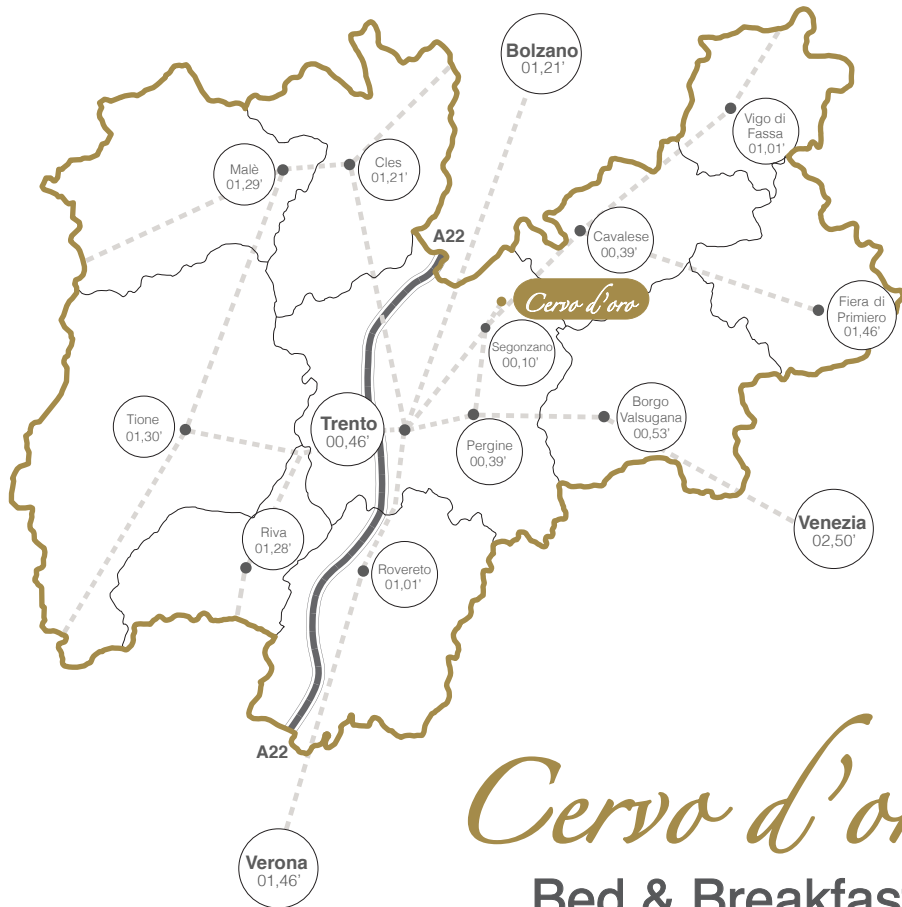 Bolzano
01,21'
Vigo di
Fassa
01,01'
Malè
01,29'
Cles
01,21'
A22
Cavalese
00,39'
Cervo d'oro
Fiera di
Primiero
01,46'
Segonzano
00,10'
Tione
01,30'
Trento
00,46'
Borgo
Valsugana
00,53'
Pergine
00,39'
Venezia
02,50'
Riva
01,28'
Rovereto
01,01'
A22
Cervo d'or
Verona
01,46'
Bed & Breakfas